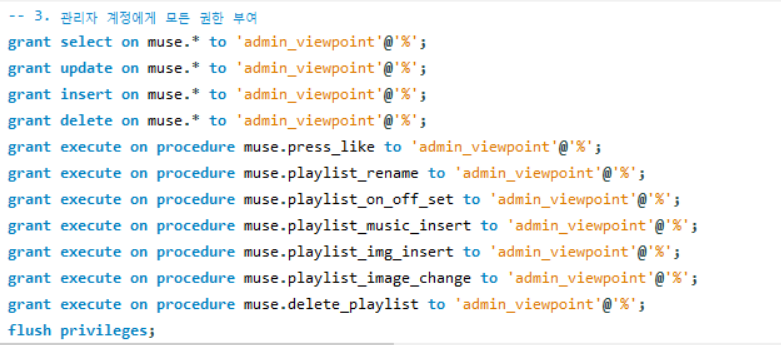 -- 3. 관리자 계정에게 모든 권한 부여
grant select on muse.* to 'admin_viewpoint'@'%';
grant update on muse.* to 'admin_viewpoint'@'%';
grant insert on muse.* to 'admin_viewpoint'@'%';
grant delete on muse.* to 'admin_viewpoint'@'%';
grant execute on procedure muse.press_like to 'admin_viewpoint'@'%';
grant execute on procedure muse.playlist_rename to 'admin_viewpoint'@'%';
grant execute on procedure muse.playlist_on_off_set to 'admin_viewpoint'@'%';
grant execute on procedure muse.playlist_music_insert to 'admin_viewpoint'@'%';
grant execute on procedure muse.playlist_img_insert to 'admin_viewpoint'@'%';
grant execute on procedure muse.playlist_image_change to 'admin_viewpoint'@'%';
grant execute on procedure muse.delete_playlist to 'admin_viewpoint'@'%';
flush privileges;